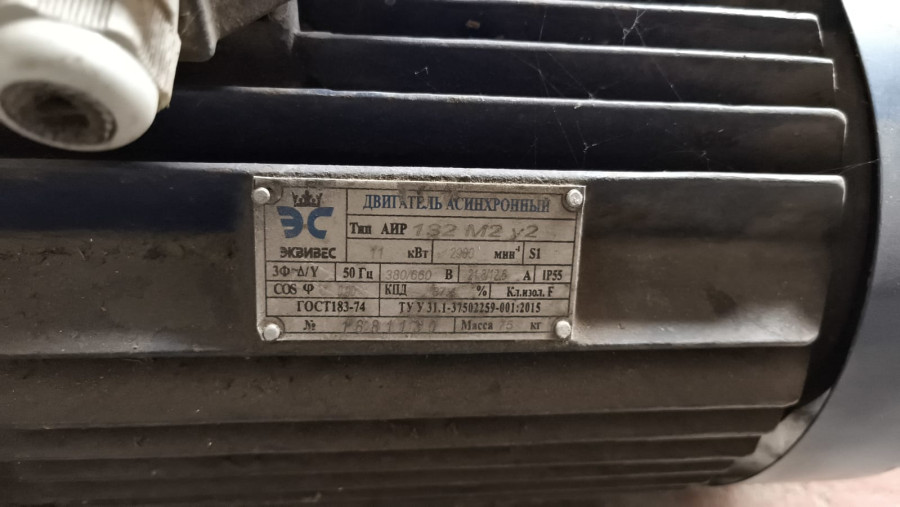 ДВИГАТЕЛЬ АСИНХРОННЫЙ
ЭС
ЭКВИВЕС
Тип АИР 132 М2 у2
11 кВт мин⁻¹ S1
3Ф~Δ/Y 50 Гц 380/660 В А IP55
COS φ КПД % Кл.изол. F
ГОСТ183-74 ТУ У 31.1-37502259-001:2015
№ Масса 75 кг